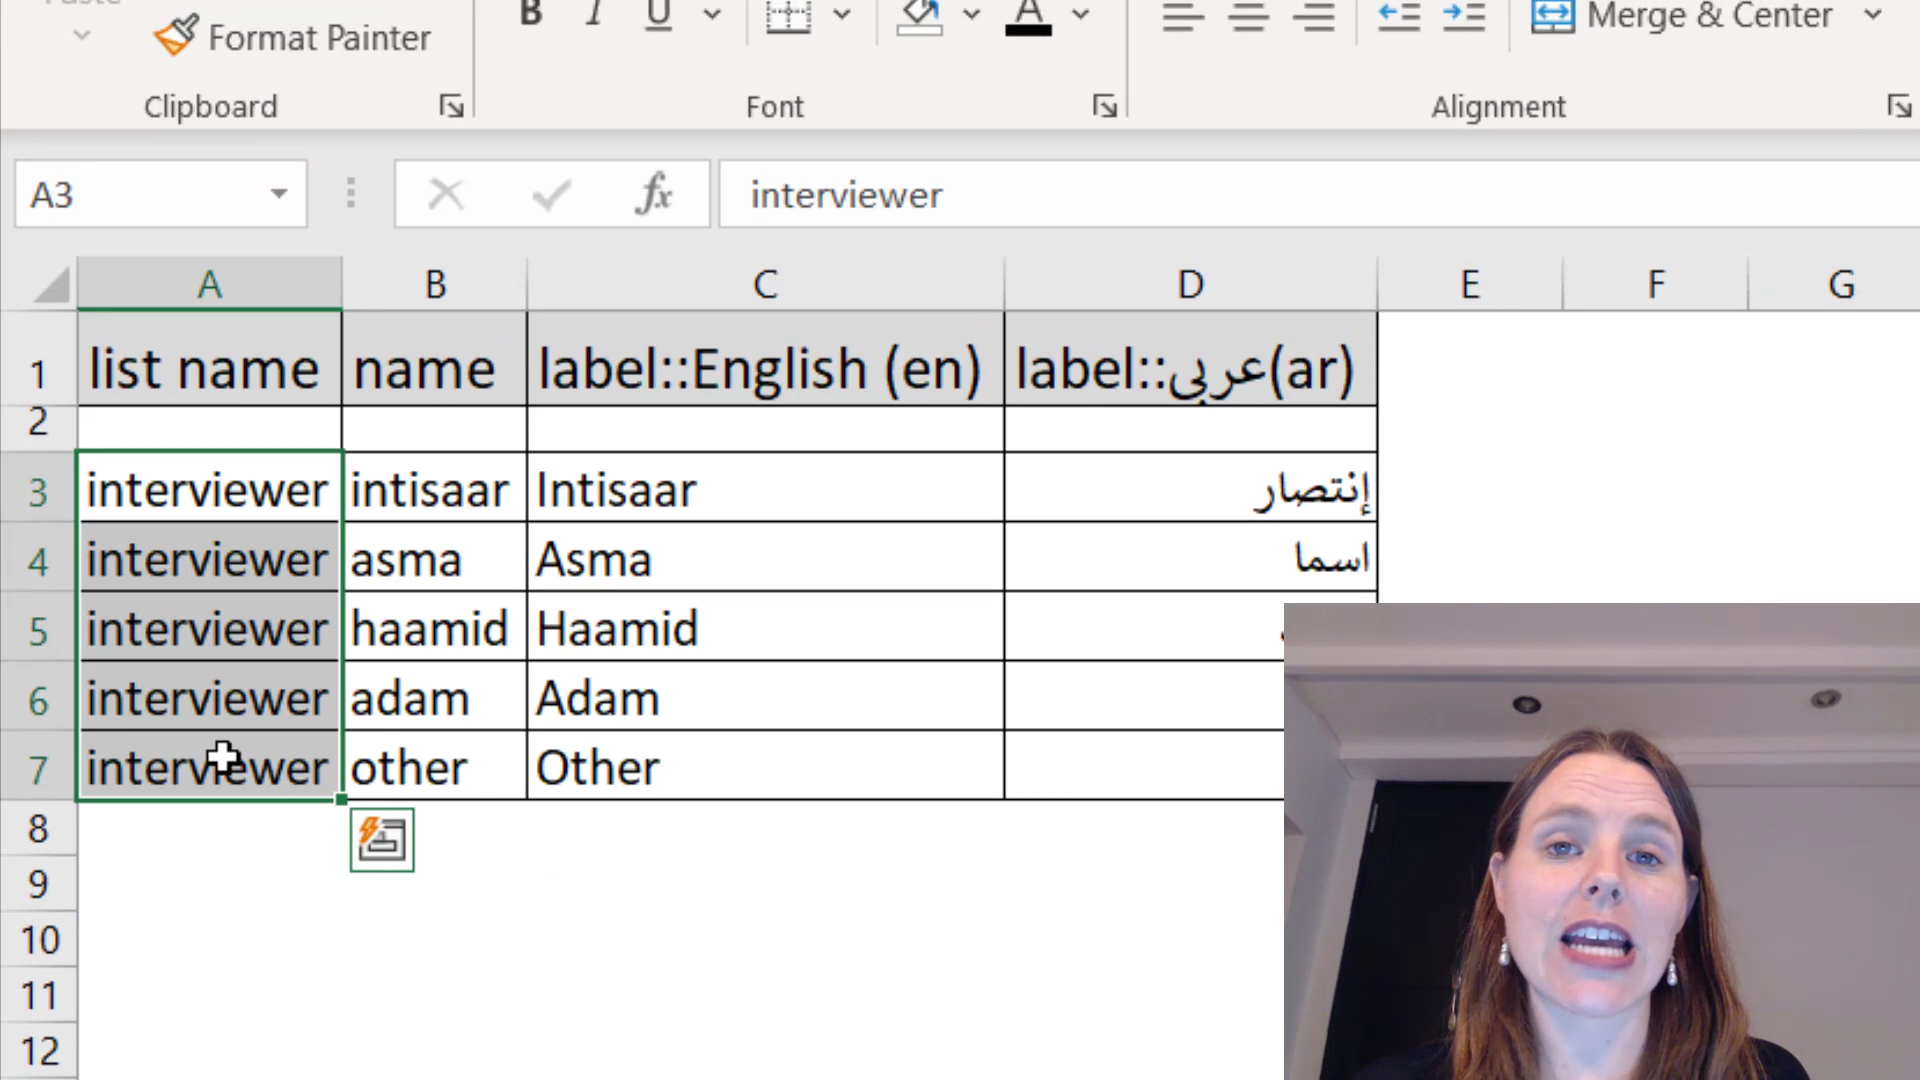 Format Painter
B I U A
Merge & Center
Clipboard Font Alignment
A3 fx interviewer
A B C D E F G
1 list name name label::English (en) label::عربى(ar)
2
3 interviewer intisaar Intisaar إنتصار
4 interviewer asma Asma اسما
5 interviewer haamid Haamid
6 interviewer adam Adam
7 interviewer other Other
8
9
10
11
12